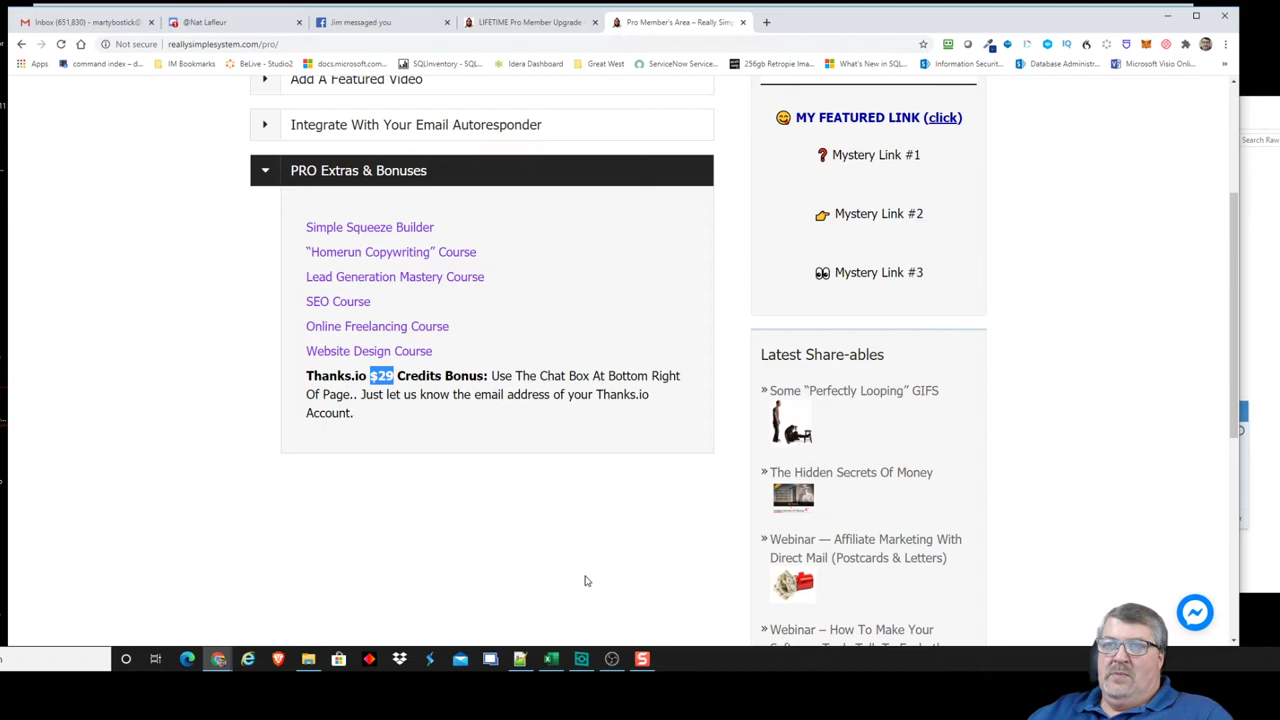 Inbox (651,830) - martybostick@
@Nat Lafleur
Jim messaged you
LIFETIME Pro Member Upgrade -
Pro Member's Area – Really Simp
Not secure
reallysimplesystem.com/pro/
Apps
command index – d...
IM Bookmarks
BeLive - Studio2
docs.microsoft.com...
SQLInventory - SQL...
Idera Dashboard
Great West
ServiceNow Service...
256gb Retropie Ima...
What's New in SQL...
Information Securit...
Database Administr...
Microsoft Visio Onli...
Search Raw
Add A Featured Video
Integrate With Your Email Autoresponder
PRO Extras & Bonuses
Simple Squeeze Builder
"Homerun Copywriting" Course
Lead Generation Mastery Course
SEO Course
Online Freelancing Course
Website Design Course
Thanks.io $29 Credits Bonus: Use The Chat Box At Bottom Right
Of Page.. Just let us know the email address of your Thanks.io
Account.
MY FEATURED LINK (click)
Mystery Link #1
Mystery Link #2
Mystery Link #3
Latest Share-ables
» Some "Perfectly Looping" GIFS
» The Hidden Secrets Of Money
» Webinar — Affiliate Marketing With
Direct Mail (Postcards & Letters)
» Webinar – How To Make Your